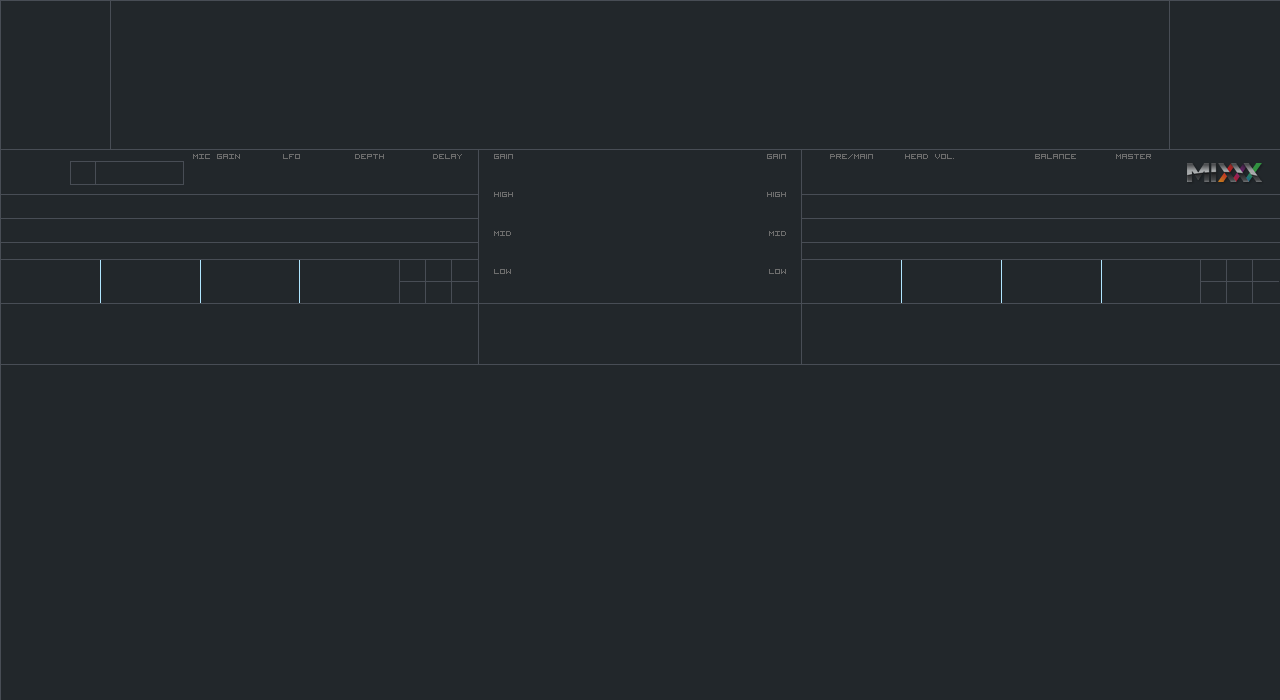 MIC GAIN LFO DEPTH DELAY GAIN GAIN PRE/MAIN HEAD VOL. BALANCE MASTER
MIXXX
HIGH HIGH
MID MID
LOW LOW